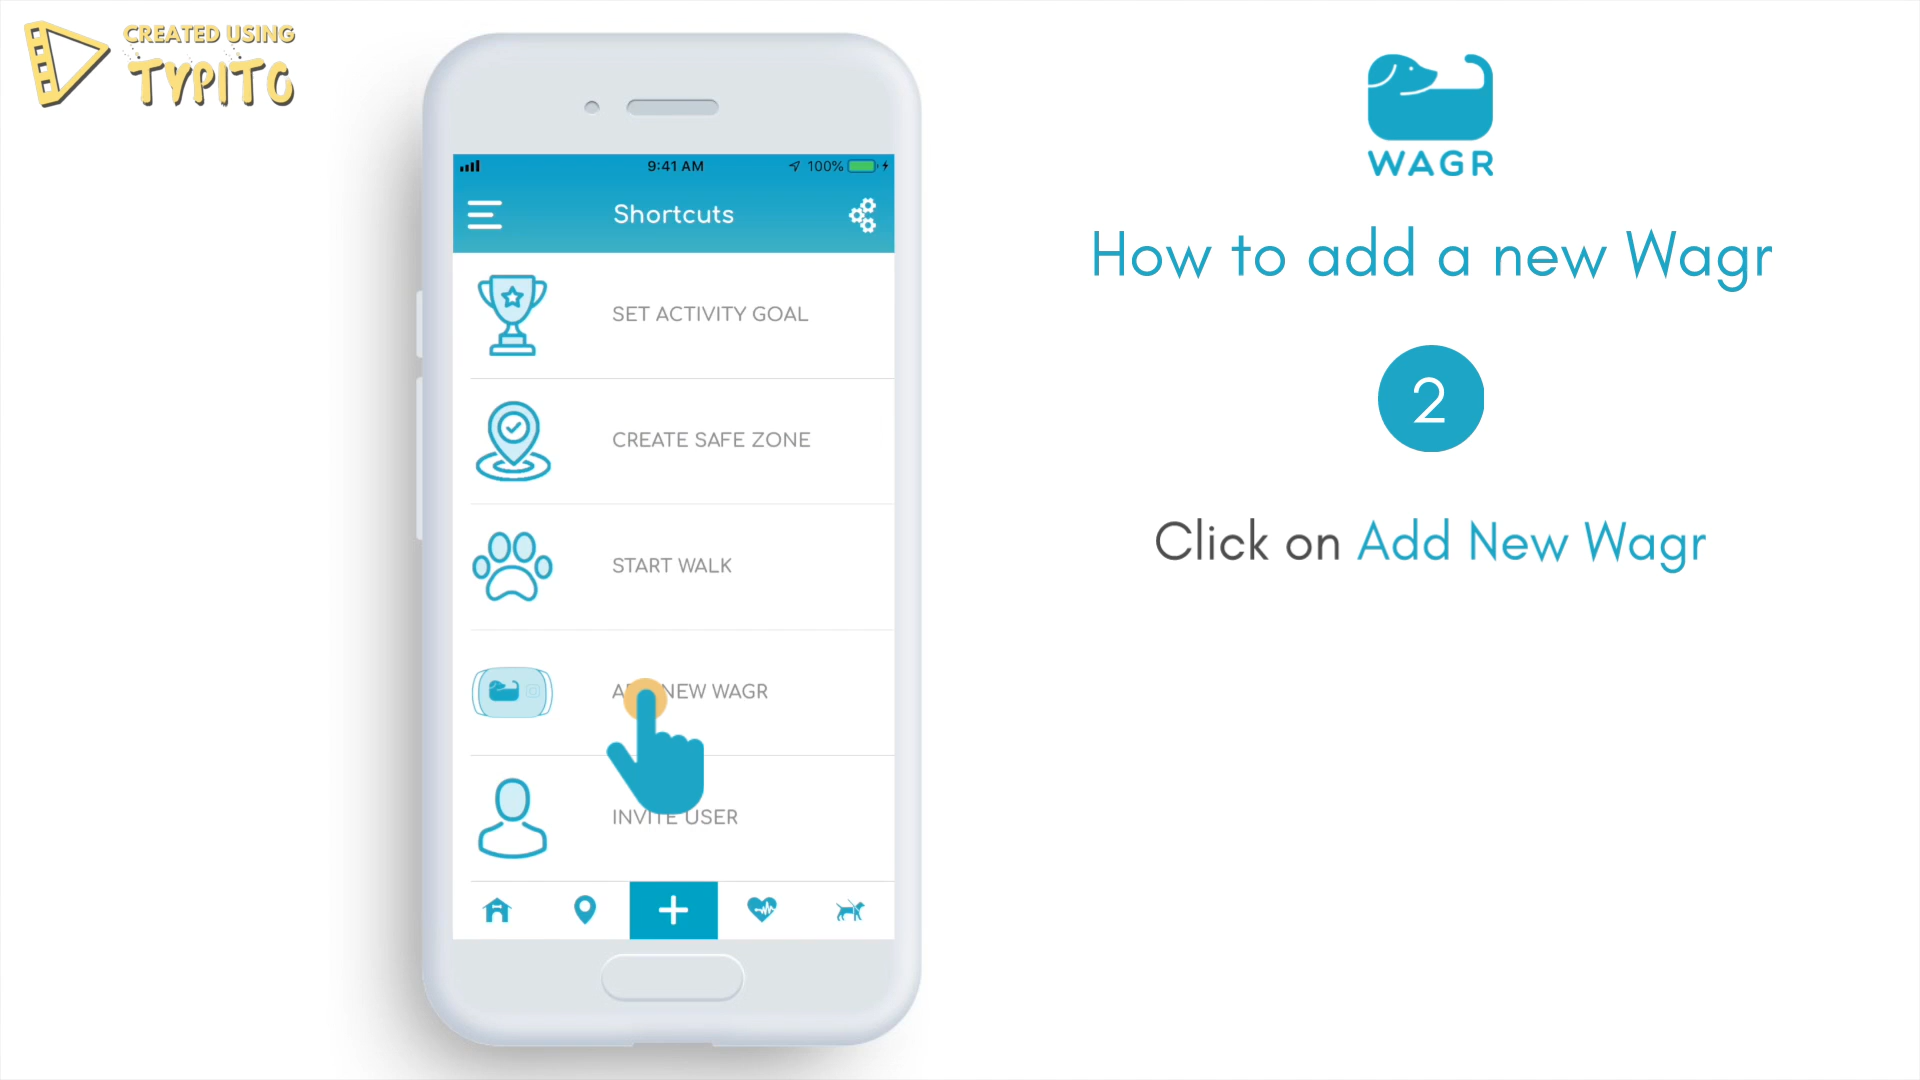 CREATED USING
TYPITO
9:41 AM
100%
Shortcuts
SET ACTIVITY GOAL
CREATE SAFE ZONE
START WALK
NEW WAGR
INVITE USER
WAGR
How to add a new Wagr
2
Click on Add New Wagr